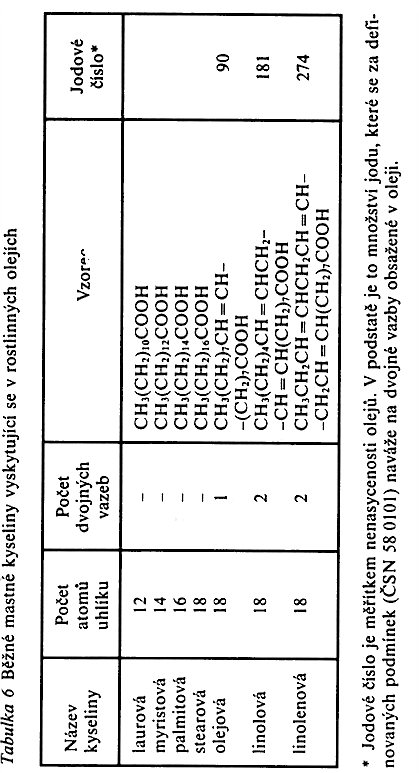 Tabulka 6 Běžné mastné kyseliny vyskytující se v rostlinných olejích
Název kyseliny | Počet atomů uhlíku | Počet dvojných vazeb | Vzorec | Jodové číslo*
laurová | 12 | – | CH₃(CH₂)₁₀COOH
myristová | 14 | – | CH₃(CH₂)₁₂COOH
palmitová | 16 | – | CH₃(CH₂)₁₄COOH
stearová | 18 | – | CH₃(CH₂)₁₆COOH
olejová | 18 | 1 | CH₃(CH₂)₇CH=CH–
–(CH₂)₇COOH | 90
linolová | 18 | 2 | CH₃(CH₂)₄CH=CHCH₂–
–CH=CH(CH₂)₇COOH | 181
linolenová | 18 | 2 | CH₃CH₂CH=CHCH₂CH=CH–
–CH₂CH=CH(CH₂)₇COOH | 274
* Jodové číslo je měřítkem nenasycenosti olejů. V podstatě je to množství jodu, které se za defi-
novaných podmínek (ČSN 58 0101) naváže na dvojné vazby obsažené v oleji.